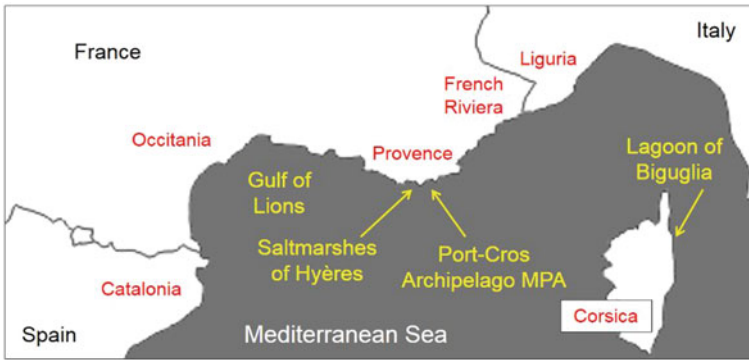 Italy
France
Liguria
French
Riviera
Occitania
Provence
Lagoon of
Biguglia
Gulf of
Lions
Saltmarshes
of Hyères
Port-Cros
Archipelago MPA
Catalonia
Corsica
Spain
Mediterranean Sea